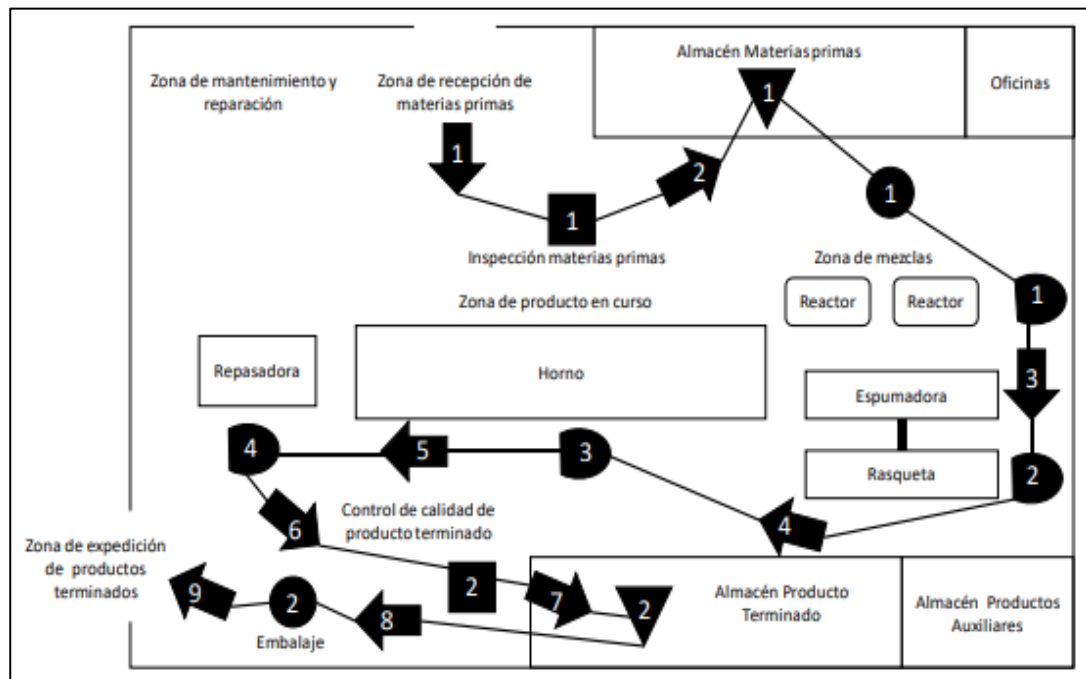 Almacén Materias primas
Oficinas
Zona de mantenimiento y
reparación
Zona de recepción de
materias primas
1
1
2
1
1
Inspección materias primas
Zona de mezclas
1
Zona de producto en curso
Reactor
Reactor
Repasadora
Horno
3
Espumadora
4
5
3
Rasqueta
2
6
Control de calidad de
producto terminado
4
Zona de expedición
de productos
terminados
9
2
8
Embalaje
2
7
2
Almacén Producto
Terminado
Almacén Productos
Auxiliares